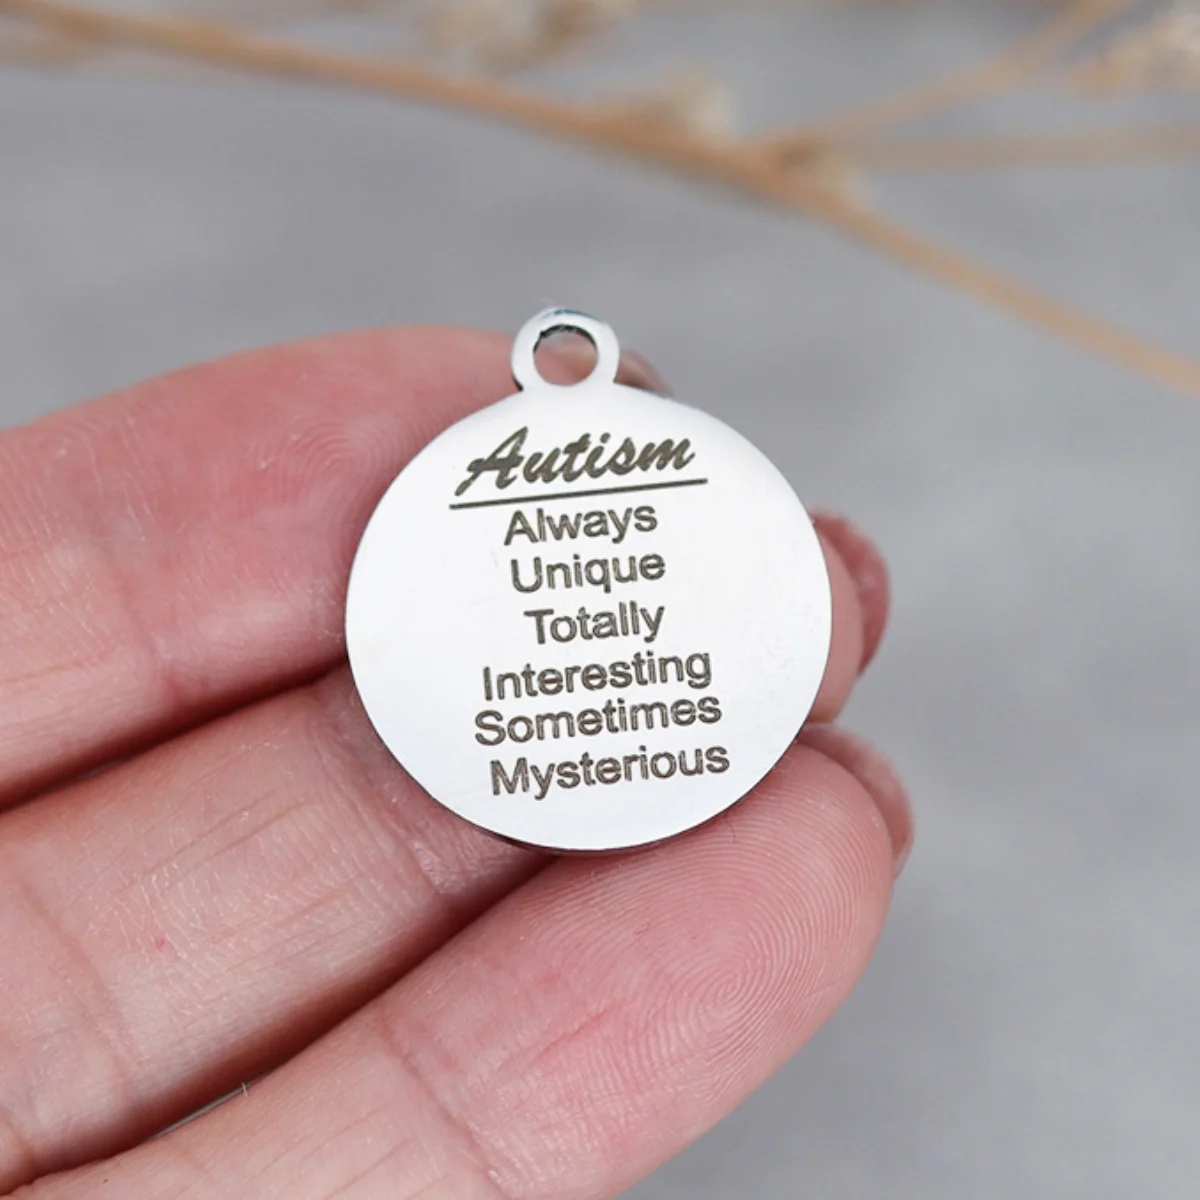 Autism
Always
Unique
Totally
Interesting
Sometimes
Mysterious